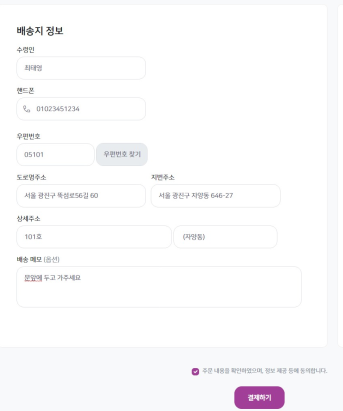 배송지 정보
수령인
최태영
핸드폰
01023451234
우편번호
05101 우편번호 찾기
도로명주소 지번주소
서울 광진구 뚝섬로56길 60 서울 광진구 자양동 646-27
상세주소
101호 (자양동)
배송 메모 (옵션)
문앞에 두고 가주세요
주문 내용을 확인하였으며, 정보 제공 등에 동의합니다.
결제하기